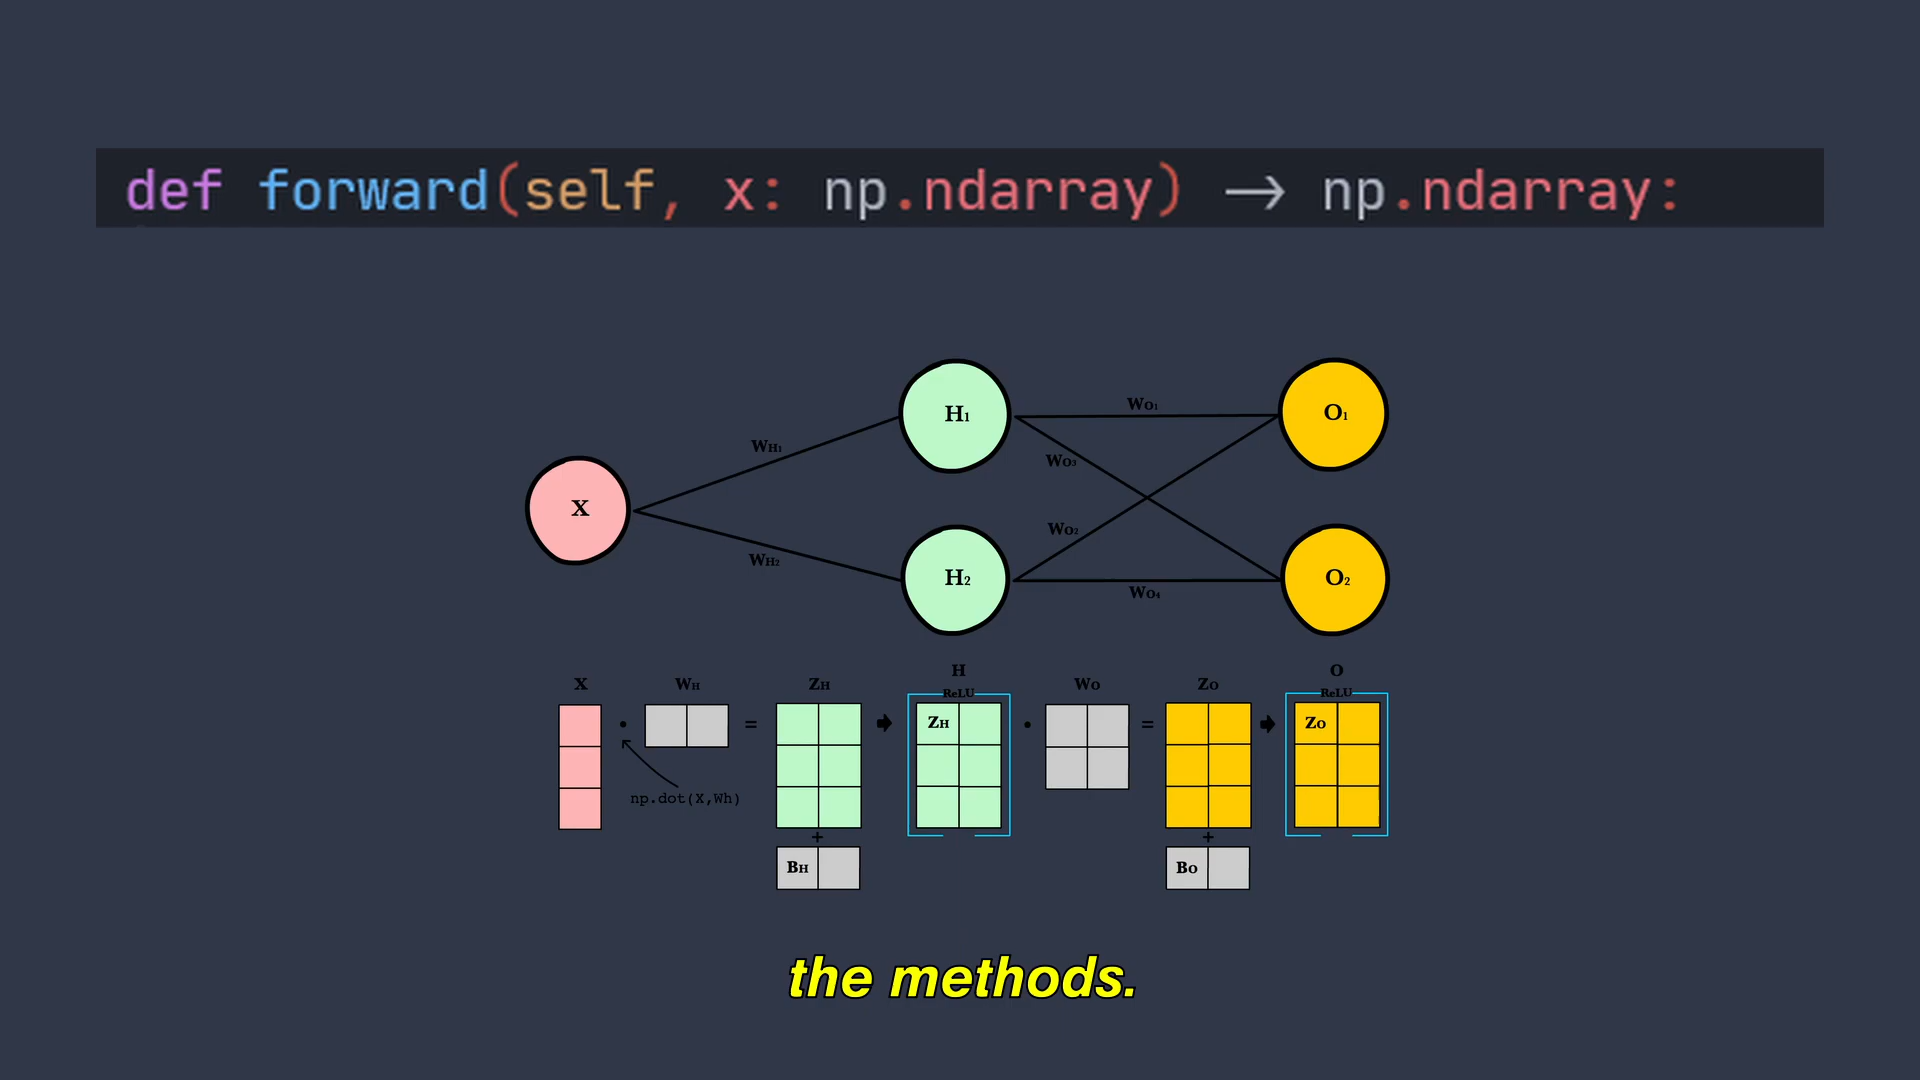 def forward(self, x: np.ndarray) → np.ndarray:
H1
O1
Wo1
WH1
Wo3
X
Wo2
WH2
H2
O2
Wo4
H
O
X
WH
ZH
ReLU
Wo
Zo
ReLU
• = ZH • = Zo
np.dot(X,Wh)
+ +
BH
Bo
the methods.